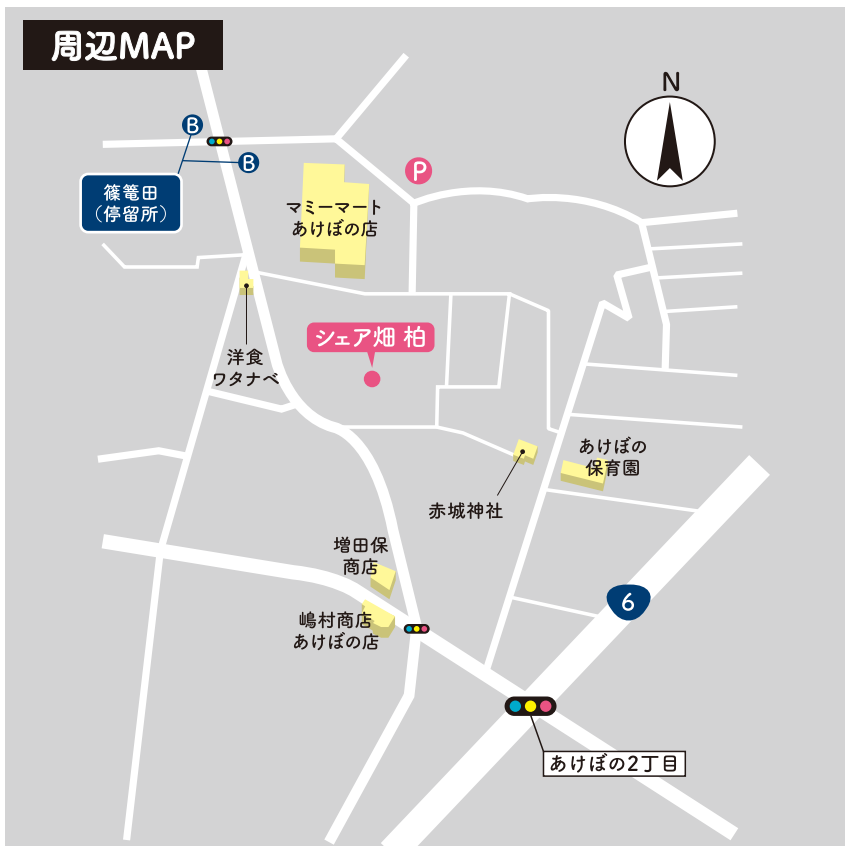 周辺MAP
N
B
B
P
篠篭田
（停留所）
マミーマート
あけぼの店
シェア畑 柏
洋食
ワタナベ
あけぼの
保育園
赤城神社
増田保
商店
嶋村商店
あけぼの店
6
あけぼの2丁目